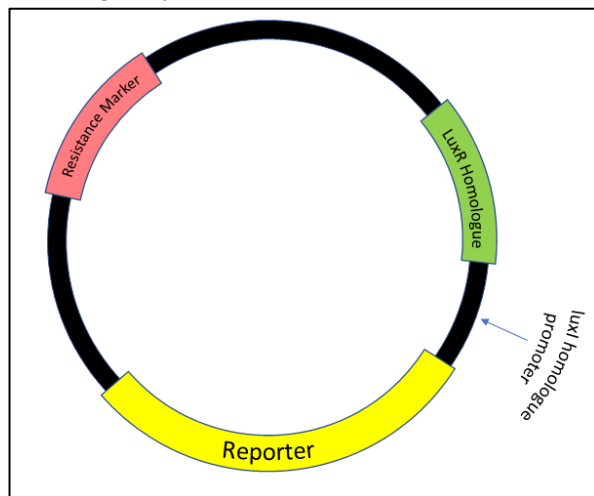 Resistance Marker
LuxR Homologue
luxI homologue
promoter
Reporter